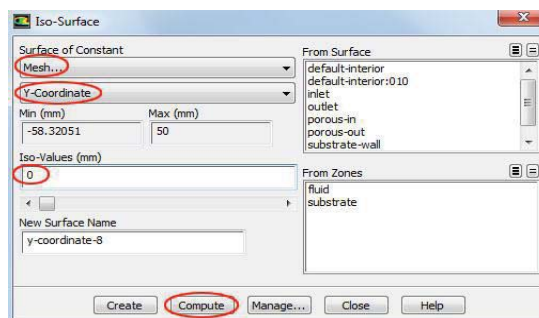 Iso-Surface
Surface of Constant
Mesh...
Y-Coordinate
Min (mm) Max (mm)
-58.32051 50
Iso-Values (mm)
0
New Surface Name
y-coordinate-8
From Surface
default-interior
default-interior:010
inlet
outlet
porous-in
porous-out
substrate-wall
From Zones
fluid
substrate
Create Compute Manage... Close Help